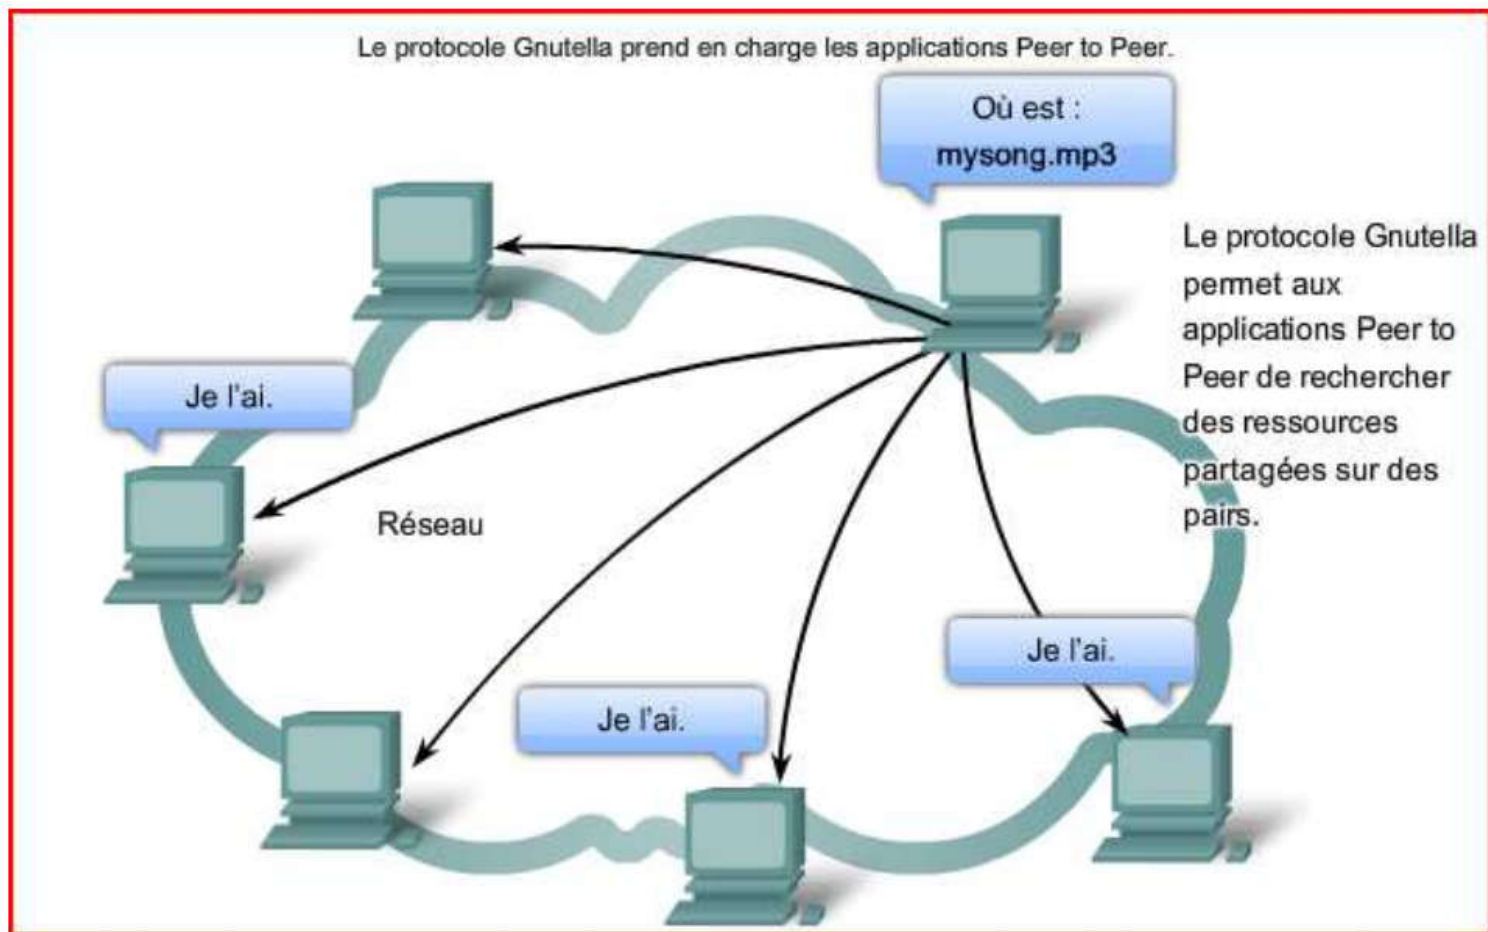 Le protocole Gnutella prend en charge les applications Peer to Peer.
Où est :
mysong.mp3
Le protocole Gnutella
permet aux
applications Peer to
Peer de rechercher
des ressources
partagées sur des
pairs.
Je l'ai.
Réseau
Je l'ai.
Je l'ai.